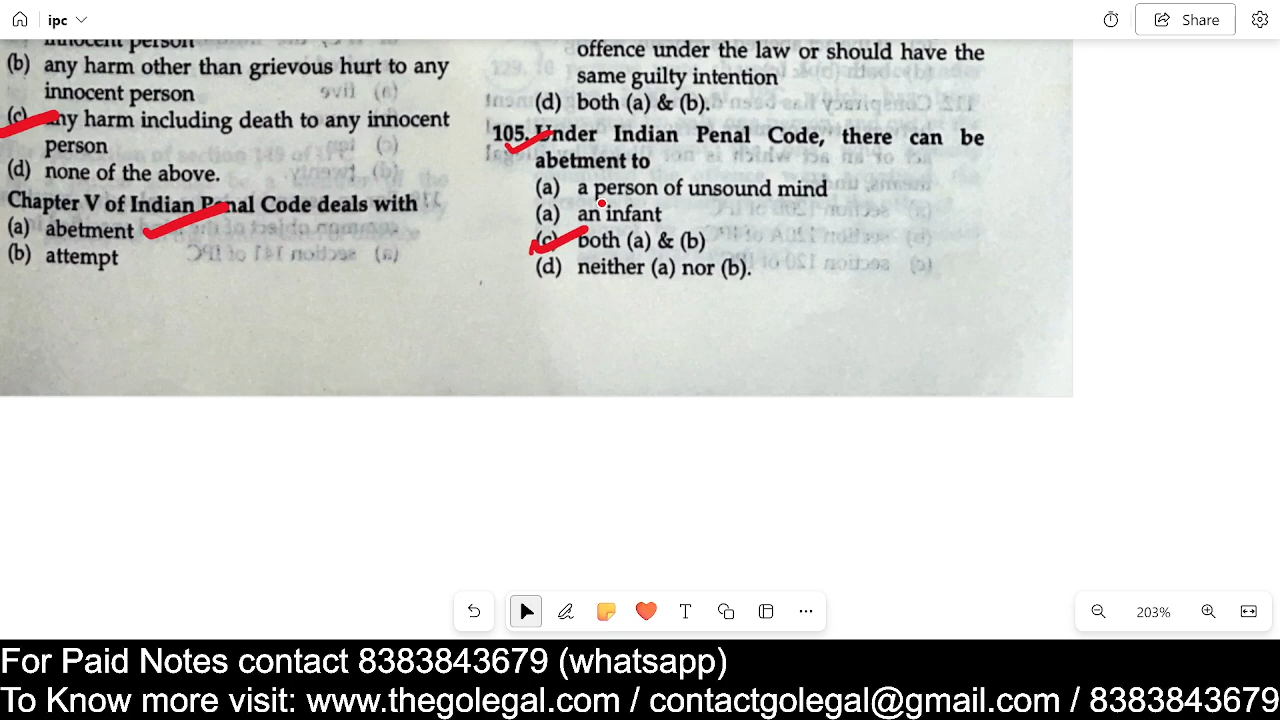 ipc
Share
innocent person
(b) any harm other than grievous hurt to any
innocent person
(c) any harm including death to any innocent
person
(d) none of the above.
Chapter V of Indian Penal Code deals with
(a) abetment
(b) attempt
offence under the law or should have the
same guilty intention
(d) both (a) & (b).
105. Under Indian Penal Code, there can be
abetment to
(a) a person of unsound mind
(a) an infant
(c) both (a) & (b)
(d) neither (a) nor (b).
203%
For Paid Notes contact 8383843679 (whatsapp)
To Know more visit: www.thegolegal.com / contactgolegal@gmail.com / 8383843679